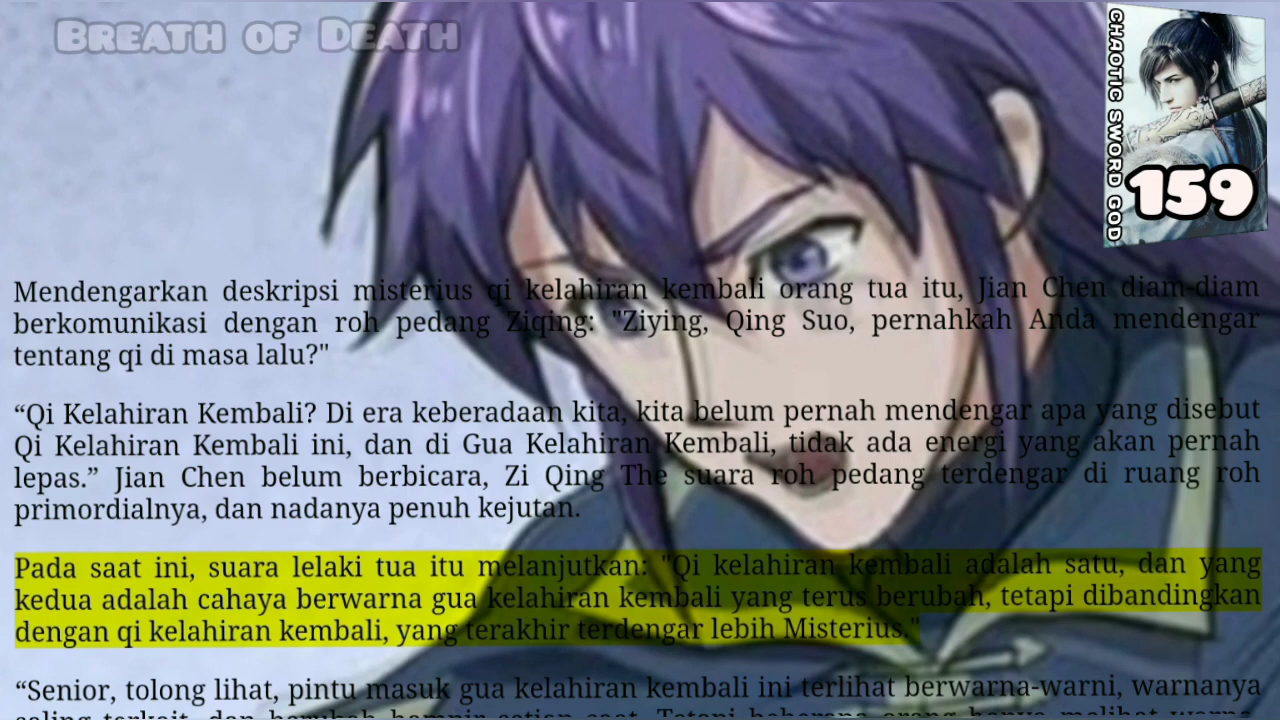 BREATH OF DEATH
CHAOTIC SWORD GOD
159
Mendengarkan deskripsi misterius qi kelahiran kembali orang tua itu, Jian Chen diam-diam
berkomunikasi dengan roh pedang Ziqing: "Ziying, Qing Suo, pernahkah Anda mendengar
tentang qi di masa lalu?"
“Qi Kelahiran Kembali? Di era keberadaan kita, kita belum pernah mendengar apa yang disebut
Qi Kelahiran Kembali ini, dan di Gua Kelahiran Kembali, tidak ada energi yang akan pernah
lepas.” Jian Chen belum berbicara, Zi Qing The suara roh pedang terdengar di ruang roh
primordialnya, dan nadanya penuh kejutan.
Pada saat ini, suara lelaki tua itu melanjutkan: "Qi kelahiran kembali adalah satu, dan yang
kedua adalah cahaya berwarna gua kelahiran kembali yang terus berubah, tetapi dibandingkan
dengan qi kelahiran kembali, yang terakhir terdengar lebih Misterius."
“Senior, tolong lihat, pintu masuk gua kelahiran kembali ini terlihat berwarna-warni, warnanya